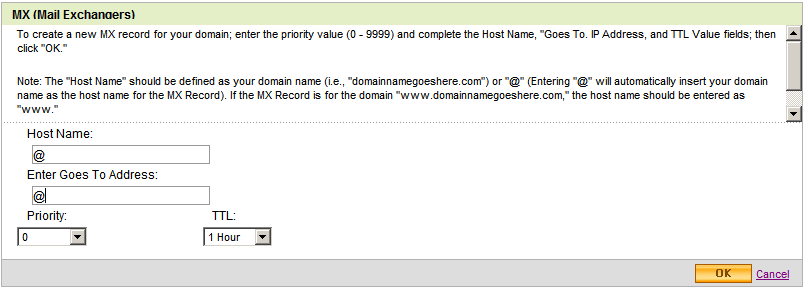 MX (Mail Exchangers)
To create a new MX record for your domain; enter the priority value (0 - 9999) and complete the Host Name, "Goes To. IP Address, and TTL Value fields; then
click "OK."
Note: The "Host Name" should be defined as your domain name (i.e., "domainnamegoeshere.com") or "@" (Entering "@" will automatically insert your domain
name as the host name for the MX Record). If the MX Record is for the domain "www.domainnamegoeshere.com," the host name should be entered as
"www."
Host Name:
@
Enter Goes To Address:
@
Priority: TTL:
0 1 Hour
OK Cancel